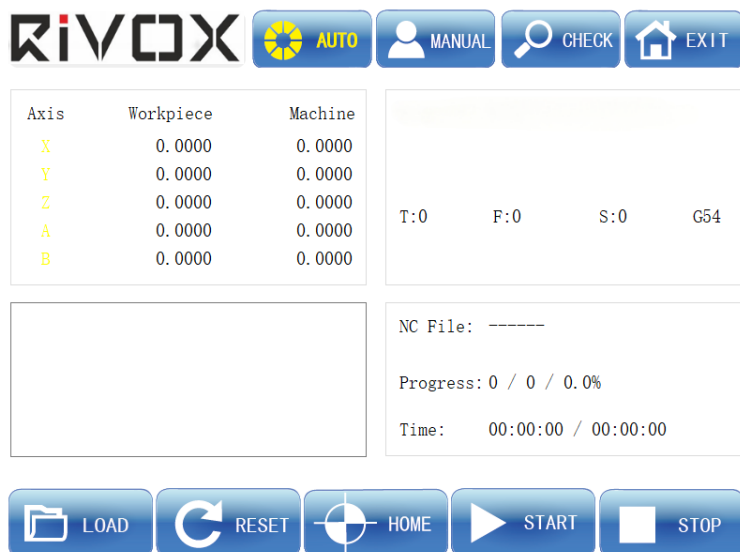 RiVOX AUTO MANUAL CHECK EXIT
Axis Workpiece Machine
X 0.0000 0.0000
Y 0.0000 0.0000
Z 0.0000 0.0000
A 0.0000 0.0000
B 0.0000 0.0000
T:0 F:0 S:0 G54
NC File: ------
Progress: 0 / 0 / 0.0%
Time: 00:00:00 / 00:00:00
LOAD RESET HOME START STOP